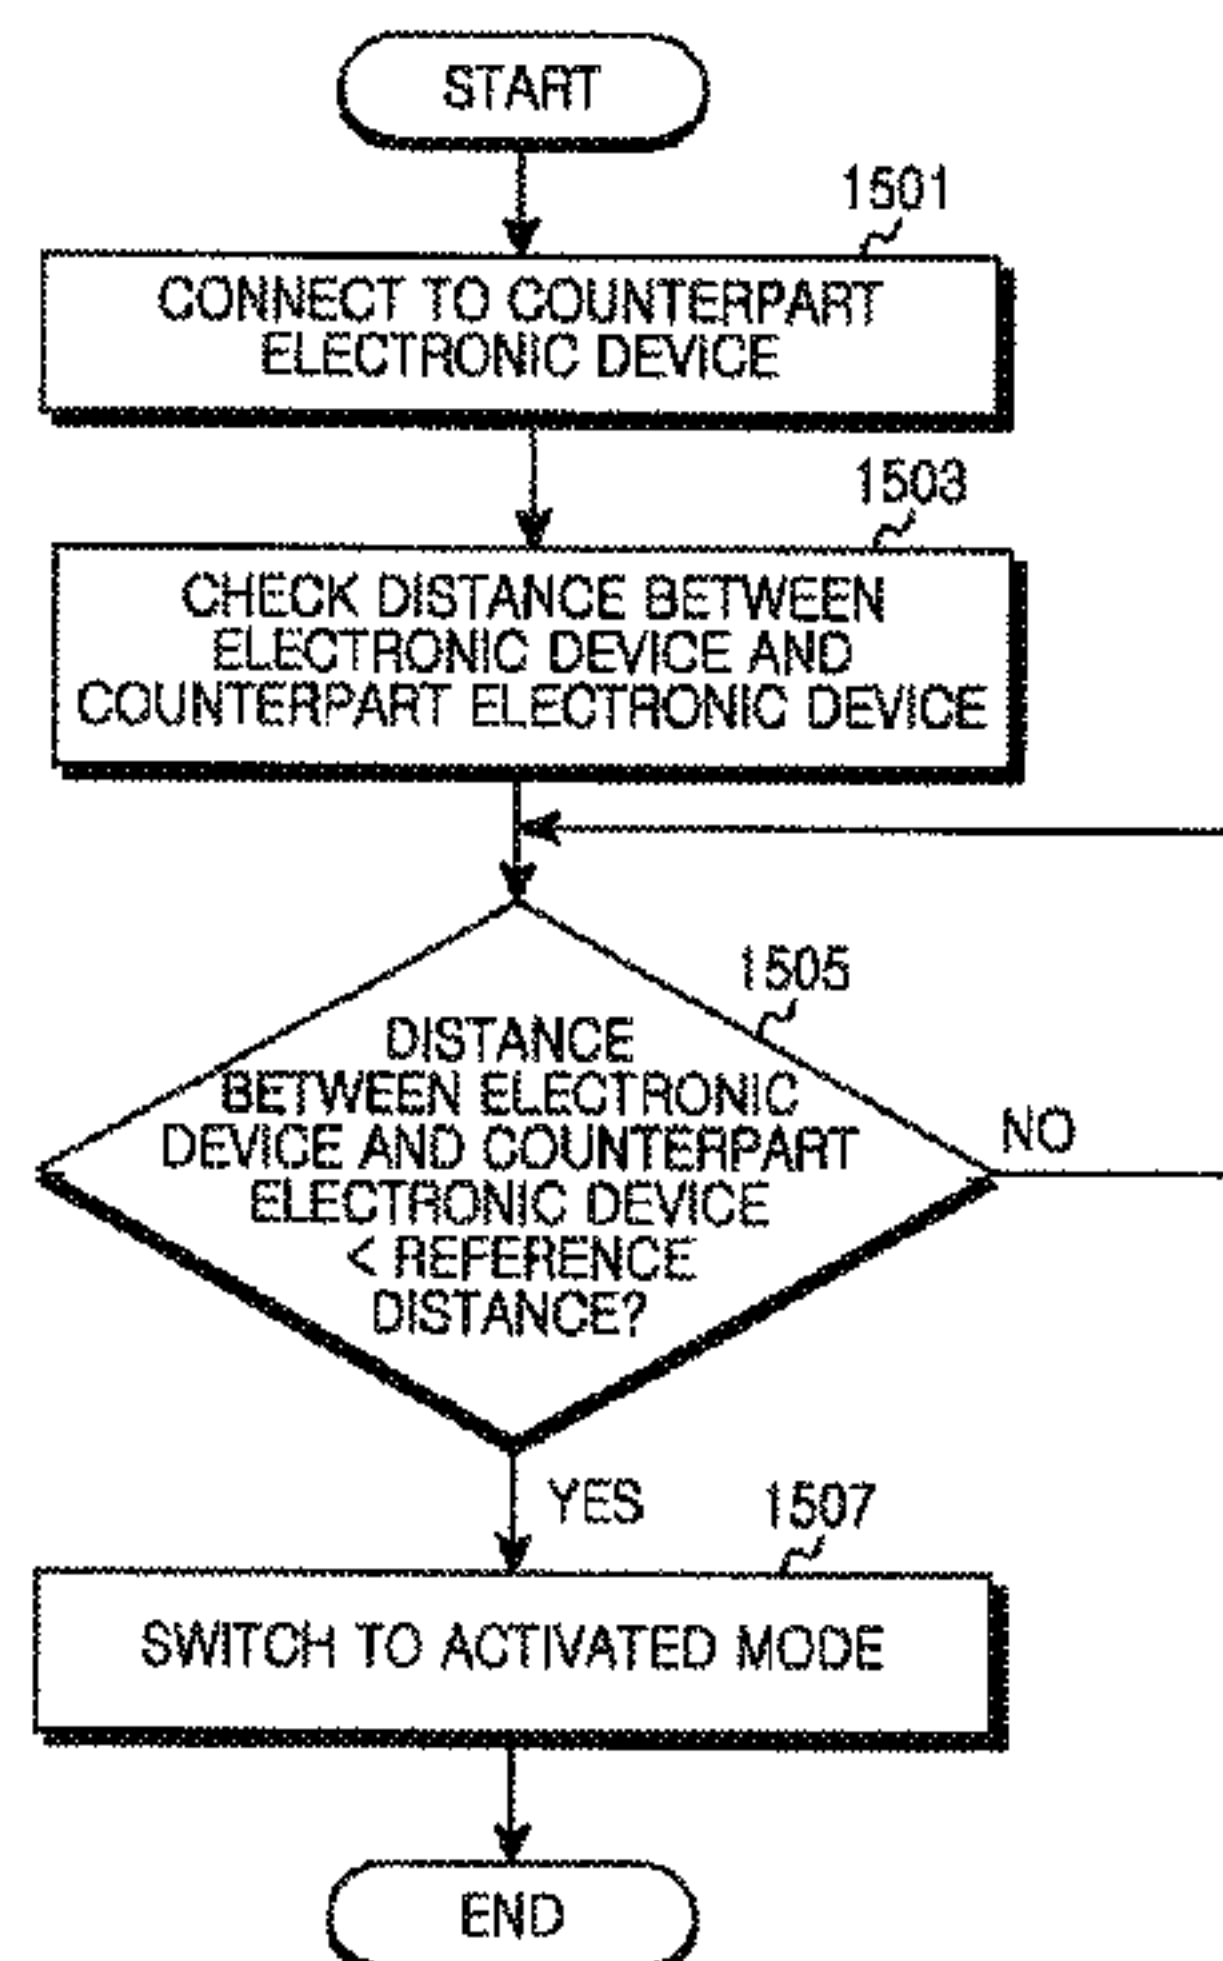 START
1501
CONNECT TO COUNTERPART
ELECTRONIC DEVICE
1503
CHECK DISTANCE BETWEEN
ELECTRONIC DEVICE AND
COUNTERPART ELECTRONIC DEVICE
1505
DISTANCE
BETWEEN ELECTRONIC
DEVICE AND COUNTERPART
ELECTRONIC DEVICE
< REFERENCE
DISTANCE?
NO
YES
1507
SWITCH TO ACTIVATED MODE
END